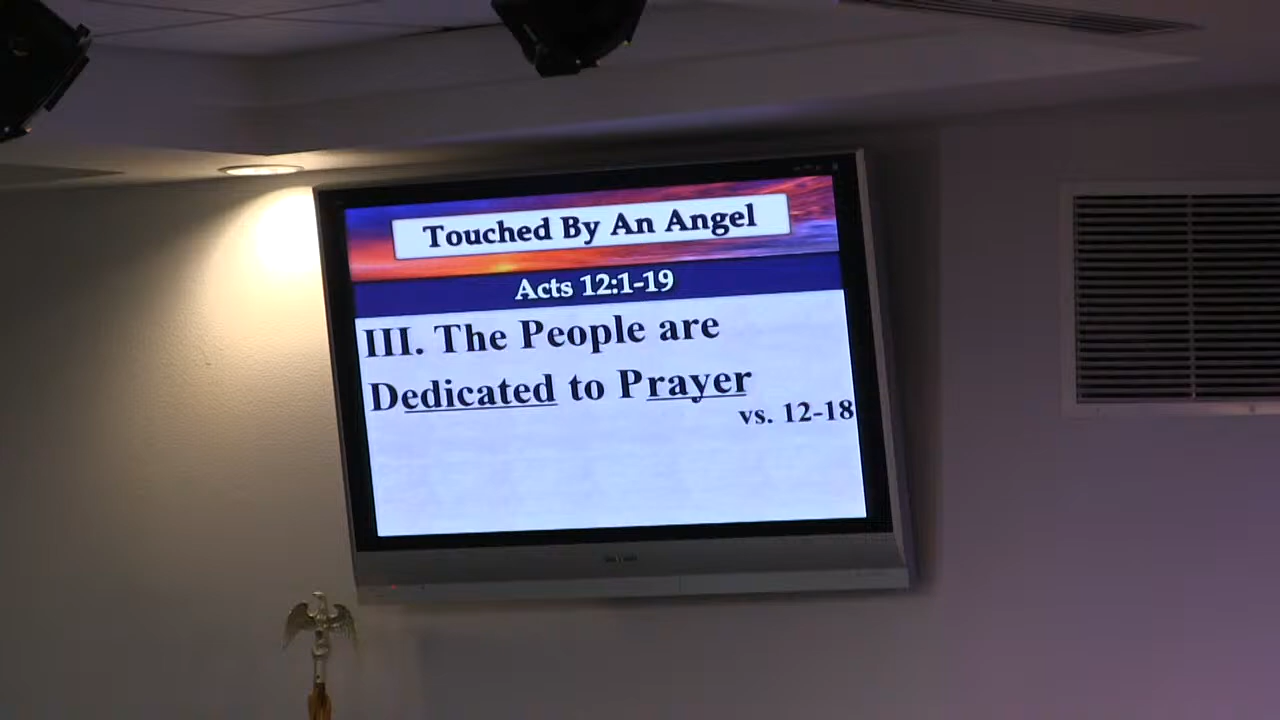 Touched By An Angel
Acts 12:1-19
III. The People are
Dedicated to Prayer
vs. 12-18